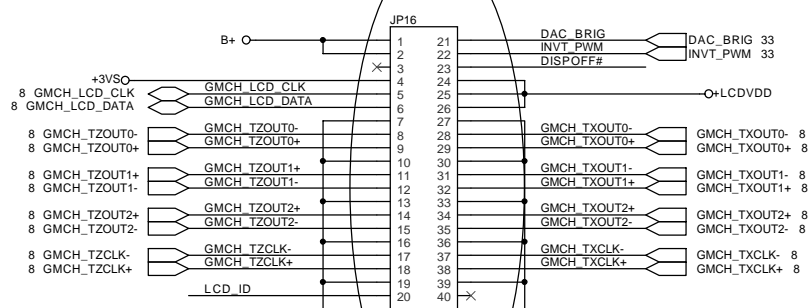 JP16
B+ 1 21 DAC_BRIG DAC_BRIG 33
2 22 INVT_PWM INVT_PWM 33
3 23 DISPOFF#
+3VS 4 24
8 GMCH_LCD_CLK GMCH_LCD_CLK 5 25 +LCDVDD
8 GMCH_LCD_DATA GMCH_LCD_DATA 6 26
7 27
8 GMCH_TZOUT0- GMCH_TZOUT0- 8 28 GMCH_TXOUT0- GMCH_TXOUT0- 8
8 GMCH_TZOUT0+ GMCH_TZOUT0+ 9 29 GMCH_TXOUT0+ GMCH_TXOUT0+ 8
10 30
8 GMCH_TZOUT1+ GMCH_TZOUT1+ 11 31 GMCH_TXOUT1- GMCH_TXOUT1- 8
8 GMCH_TZOUT1- GMCH_TZOUT1- 12 32 GMCH_TXOUT1+ GMCH_TXOUT1+ 8
13 33
8 GMCH_TZOUT2+ GMCH_TZOUT2+ 14 34 GMCH_TXOUT2+ GMCH_TXOUT2+ 8
8 GMCH_TZOUT2- GMCH_TZOUT2- 15 35 GMCH_TXOUT2- GMCH_TXOUT2- 8
16 36
8 GMCH_TZCLK- GMCH_TZCLK- 17 37 GMCH_TXCLK- GMCH_TXCLK- 8
8 GMCH_TZCLK+ GMCH_TZCLK+ 18 38 GMCH_TXCLK+ GMCH_TXCLK+ 8
19 39
LCD_ID 20 40